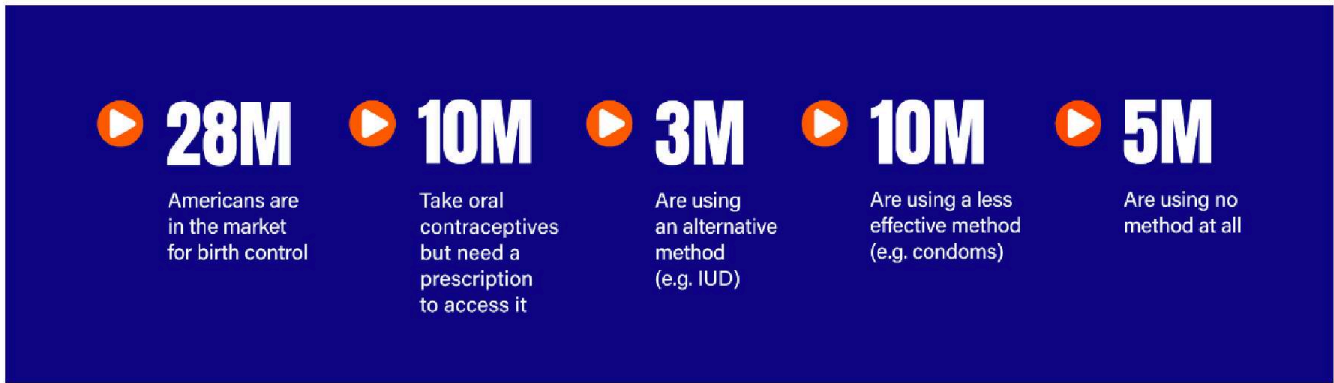 28M
Americans are
in the market
for birth control
10M
Take oral
contraceptives
but need a
prescription
to access it
3M
Are using
an alternative
method
(e.g. IUD)
10M
Are using a less
effective method
(e.g. condoms)
5M
Are using no
method at all